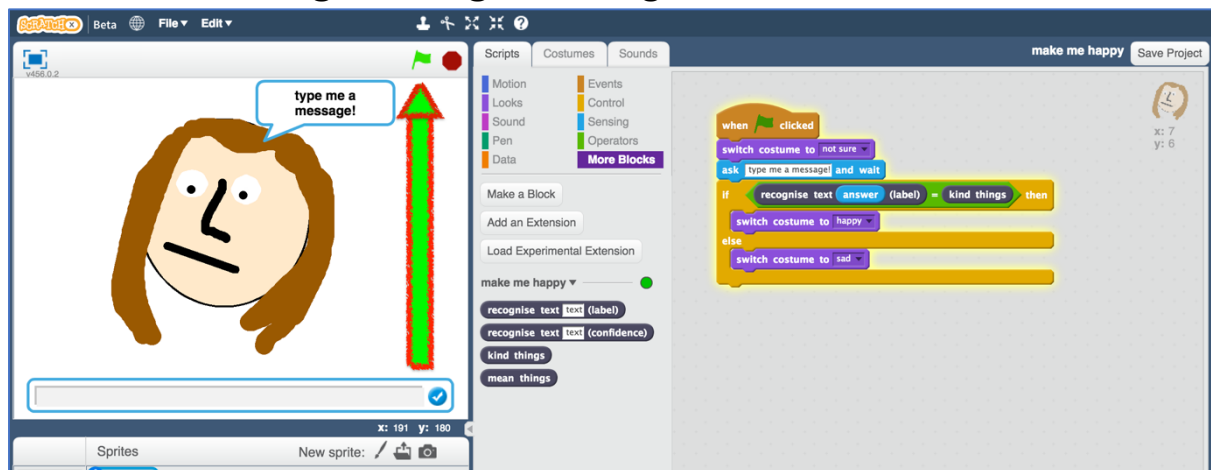 SCRATCHX Beta File Edit
v456.0.2
type me a
message!
x: 191 y: 180
Sprites New sprite:
Scripts Costumes Sounds
Motion Events
Looks Control
Sound Sensing
Pen Operators
Data More Blocks
Make a Block
Add an Extension
Load Experimental Extension
make me happy
recognise text text (label)
recognise text text (confidence)
kind things
mean things
make me happy Save Project
when clicked
switch costume to not sure
ask type me a message! and wait
if recognise text answer (label) = kind things then
switch costume to happy
else
switch costume to sad
x: 7
y: 6